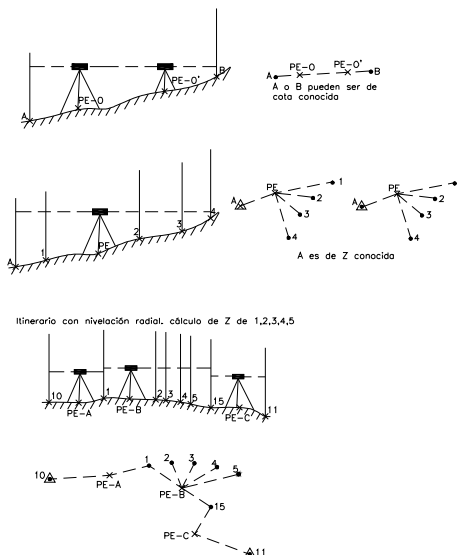 B
PE-0'
PE-0
A
A PE-0 PE-0' B
A o B pueden ser de
cota conocida
A 1 PE 2 3 4
A PE 1
2
3
4
A PE
2
3
4
A es de Z conocida
Itinerario con nivelación radial. cálculo de Z de 1,2,3,4,5
10 PE-A 1 PE-B 2 3 4 5 15 PE-C 11
10 PE-A 1 2 3 4 5
PE-B
15
PE-C
11